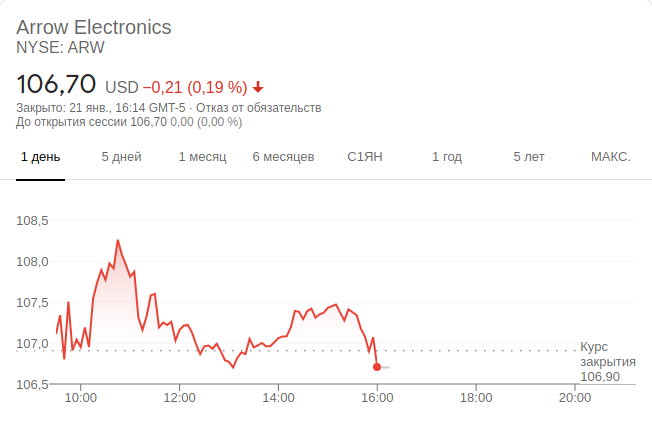 Arrow Electronics
NYSE: ARW
106,70 USD −0,21 (0,19 %)
Закрыто: 21 янв., 16:14 GMT-5 · Отказ от обязательств
До открытия сессии 106,70 0,00 (0,00 %)
1 день 5 дней 1 месяц 6 месяцев С1ЯН 1 год 5 лет МАКС.
108,5
108,0
107,5
107,0
Курс
закрытия
106,90
106,5
10:00 12:00 14:00 16:00 18:00 20:00